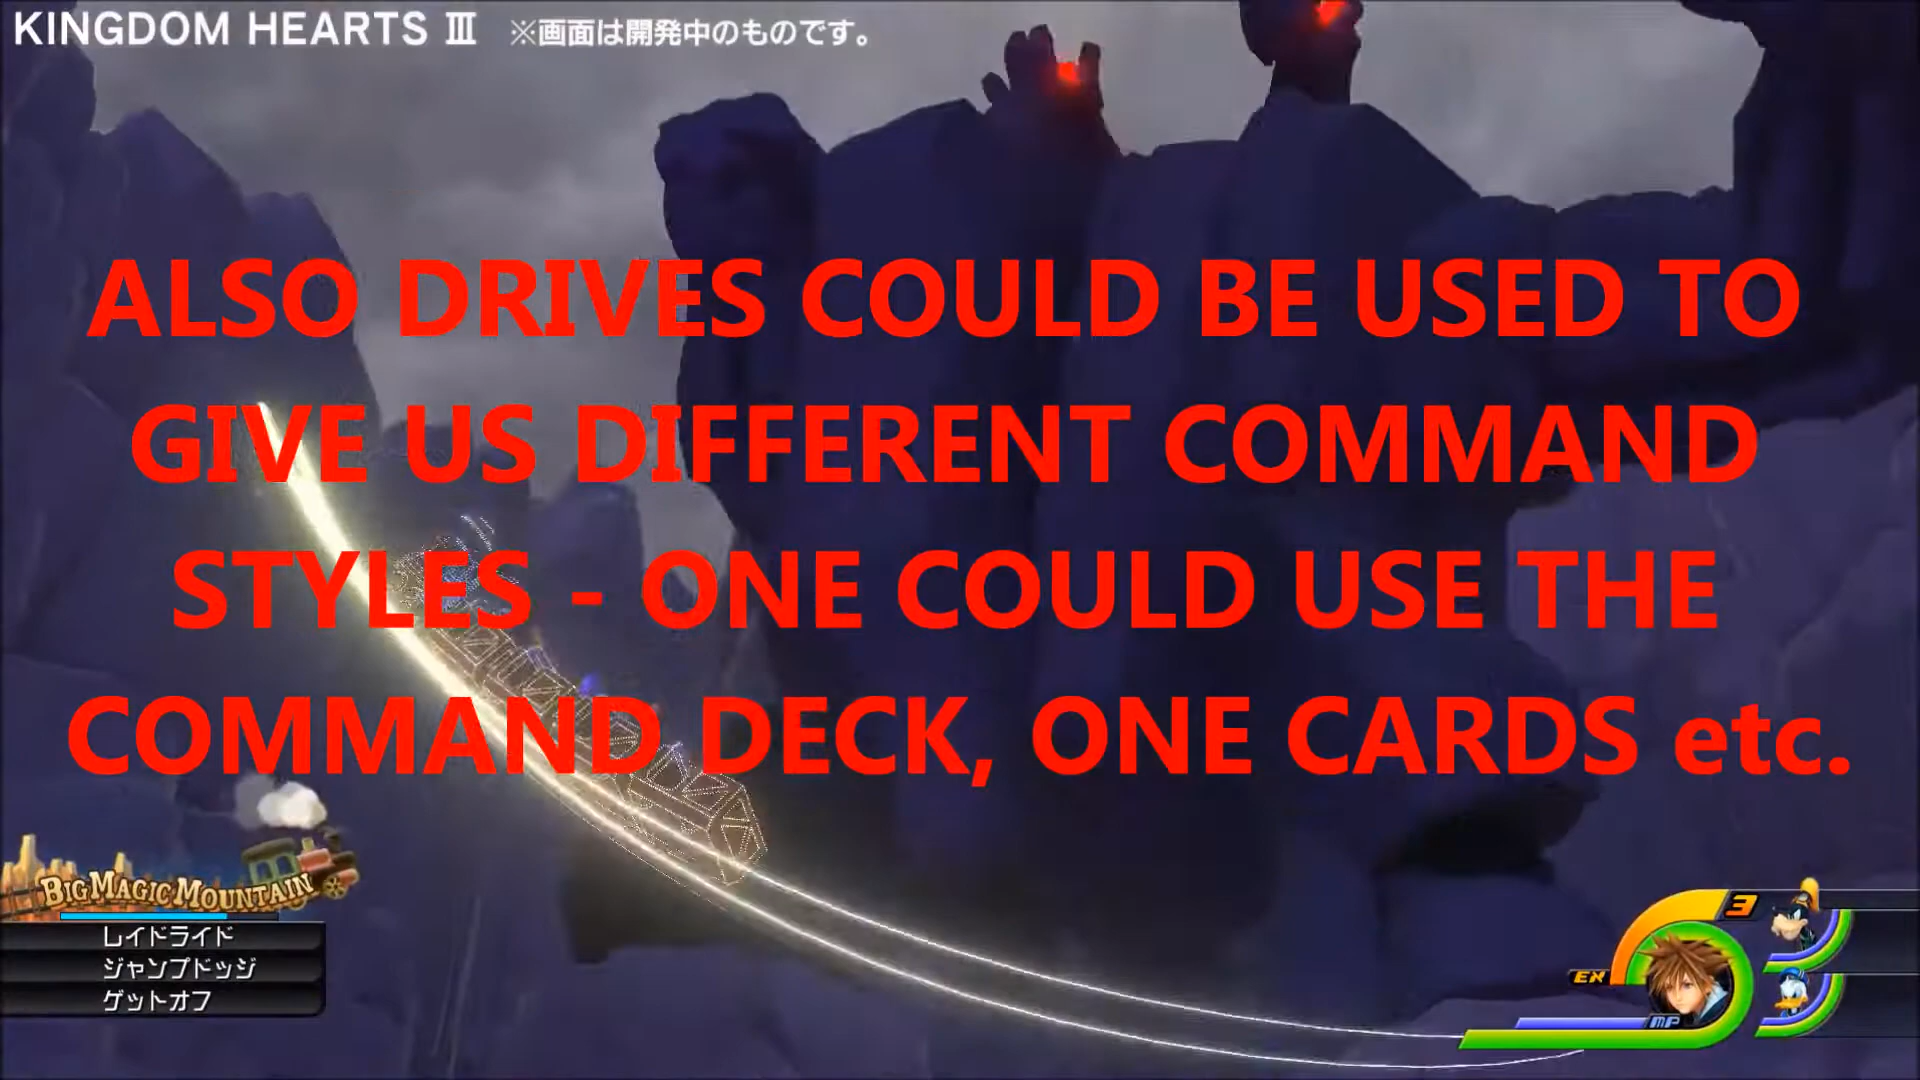 KINGDOM HEARTS III ※画面は開発中のものです。
ALSO DRIVES COULD BE USED TO
GIVE US DIFFERENT COMMAND
STYLES - ONE COULD USE THE
COMMAND DECK, ONE CARDS etc.
BIG MAGIC MOUNTAIN
レイドライド
ジャンプドッジ
ゲットオフ
3
EX
MP